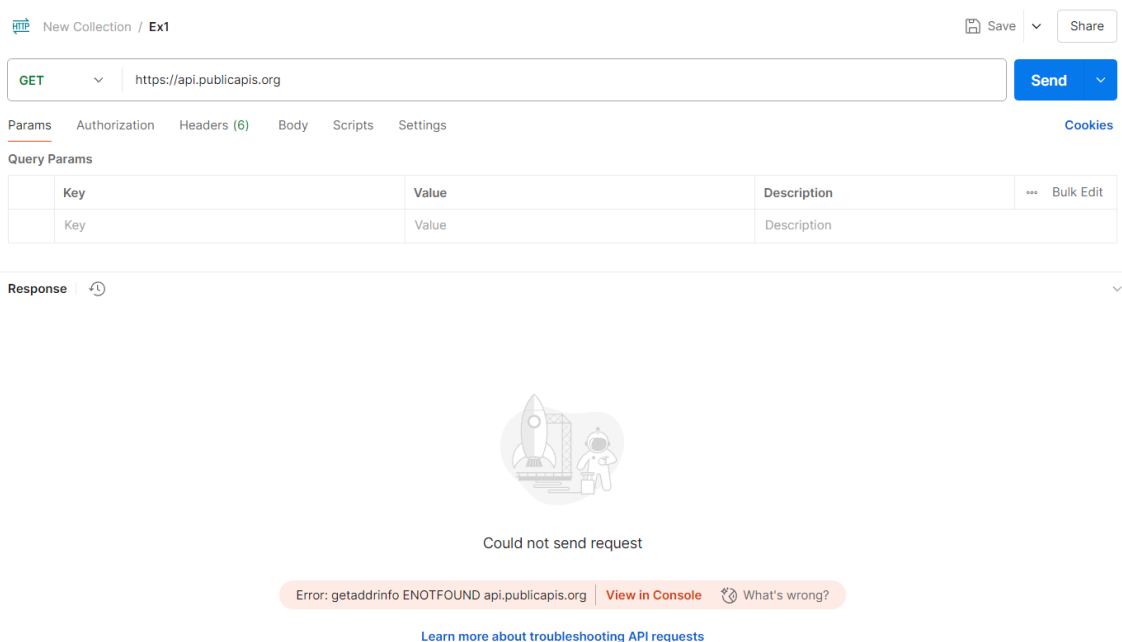 HTTP New Collection / Ex1 Save Share
GET https://api.publicapis.org Send
Params Authorization Headers (6) Body Scripts Settings Cookies
Query Params
Key Value Description Bulk Edit
Key Value Description
Response
Could not send request
Error: getaddrinfo ENOTFOUND api.publicapis.org View in Console What's wrong?
Learn more about troubleshooting API requests